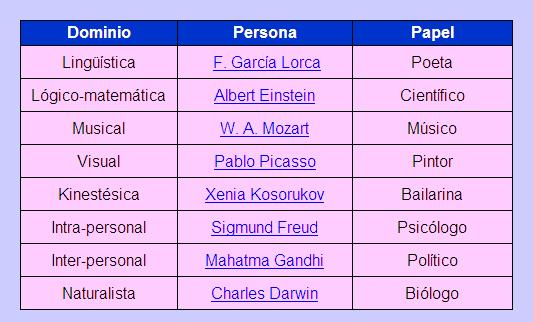 Dominio Persona Papel
Lingüística F. García Lorca Poeta
Lógico-matemática Albert Einstein Científico
Musical W. A. Mozart Músico
Visual Pablo Picasso Pintor
Kinestésica Xenia Kosorukov Bailarina
Intra-personal Sigmund Freud Psicólogo
Inter-personal Mahatma Gandhi Político
Naturalista Charles Darwin Biólogo